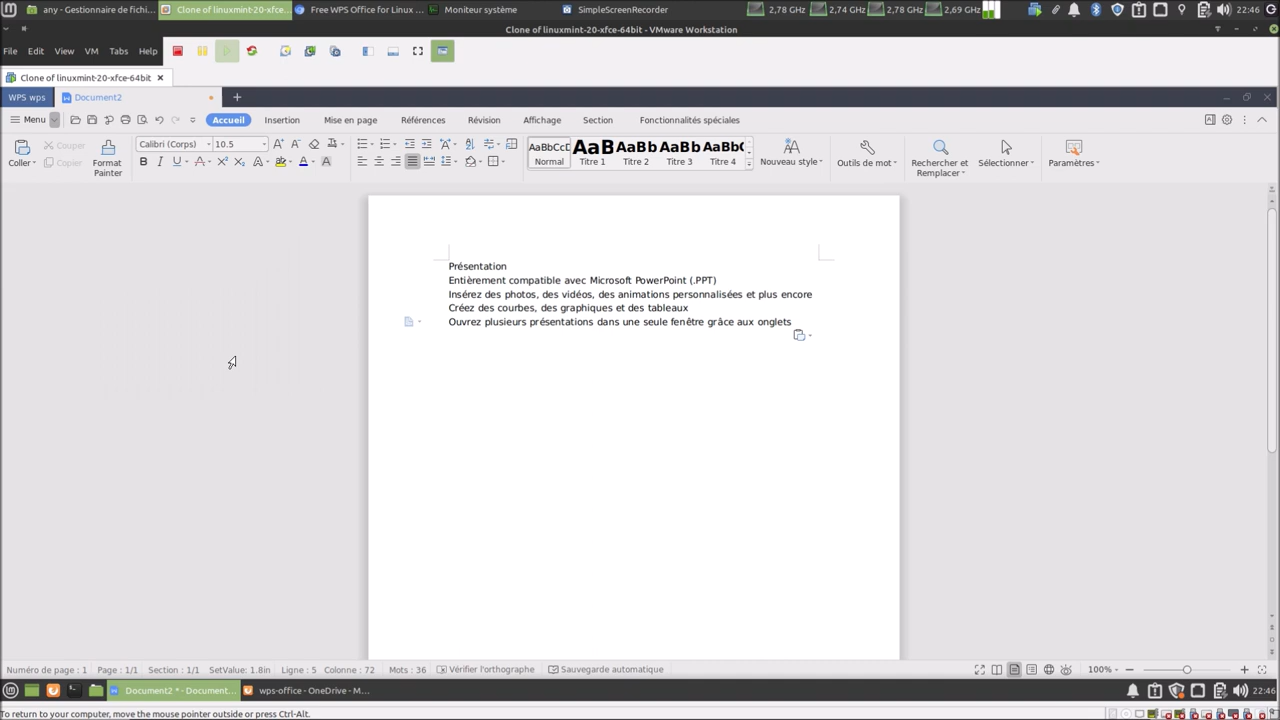 any - Gestionnaire de fichi...
Clone of linuxmint-20-xfce...
Free WPS Office for Linux ...
Moniteur système
SimpleScreenRecorder
2,78 GHz
2,74 GHz
2,78 GHz
2,69 GHz
22:46
Clone of linuxmint-20-xfce-64bit - VMware Workstation
File Edit View VM Tabs Help
Clone of linuxmint-20-xfce-64bit
WPS wps
Document2
Menu
Accueil
Insertion
Mise en page
Références
Révision
Affichage
Section
Fonctionnalités spéciales
Coller
Couper
Copier
Format Painter
Calibri (Corps)
10.5
AaBbCcD
Normal
AaB
Titre 1
AaBb
Titre 2
AaBb
Titre 3
AaBb(
Titre 4
Nouveau style
Outils de mot
Rechercher et Remplacer
Sélectionner
Paramètres
Présentation
Entièrement compatible avec Microsoft PowerPoint (.PPT)
Insérez des photos, des vidéos, des animations personnalisées et plus encore
Créez des courbes, des graphiques et des tableaux
Ouvrez plusieurs présentations dans une seule fenêtre grâce aux onglets
Numéro de page : 1 Page : 1/1 Section : 1/1 SetValue: 1.8in Ligne : 5 Colonne : 72 Mots : 36 Vérifier l'orthographe Sauvegarde automatique 100%
Document2 * - Document...
wps-office - OneDrive - M...
22:46
To return to your computer, move the mouse pointer outside or press Ctrl-Alt.